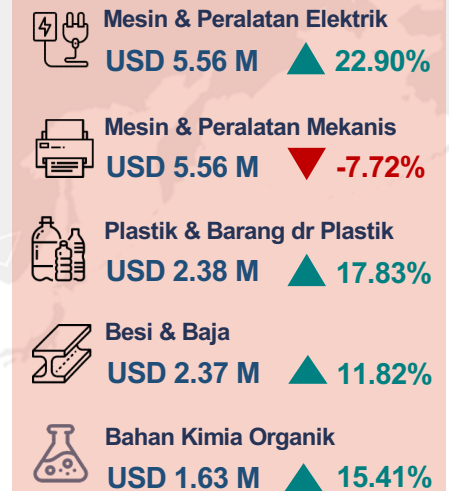 Mesin & Peralatan Elektrik
USD 5.56 M 22.90%
Mesin & Peralatan Mekanis
USD 5.56 M -7.72%
Plastik & Barang dr Plastik
USD 2.38 M 17.83%
Besi & Baja
USD 2.37 M 11.82%
Bahan Kimia Organik
USD 1.63 M 15.41%